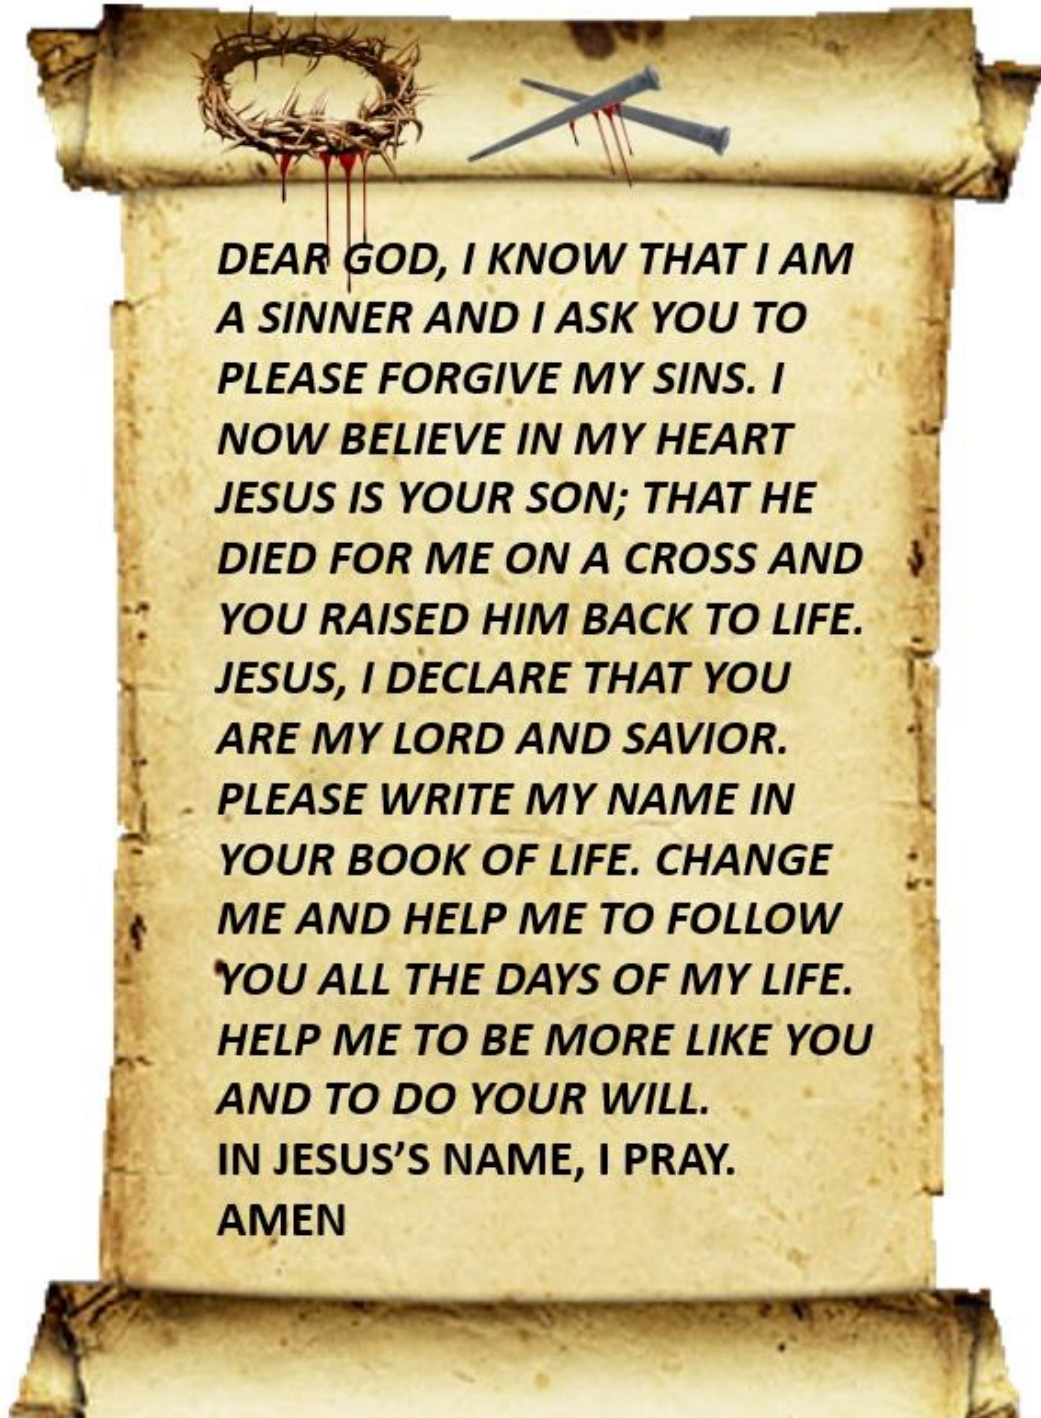 DEAR GOD, I KNOW THAT I AM
A SINNER AND I ASK YOU TO
PLEASE FORGIVE MY SINS. I
NOW BELIEVE IN MY HEART
JESUS IS YOUR SON; THAT HE
DIED FOR ME ON A CROSS AND
YOU RAISED HIM BACK TO LIFE.
JESUS, I DECLARE THAT YOU
ARE MY LORD AND SAVIOR.
PLEASE WRITE MY NAME IN
YOUR BOOK OF LIFE. CHANGE
ME AND HELP ME TO FOLLOW
YOU ALL THE DAYS OF MY LIFE.
HELP ME TO BE MORE LIKE YOU
AND TO DO YOUR WILL.
IN JESUS’S NAME, I PRAY.
AMEN